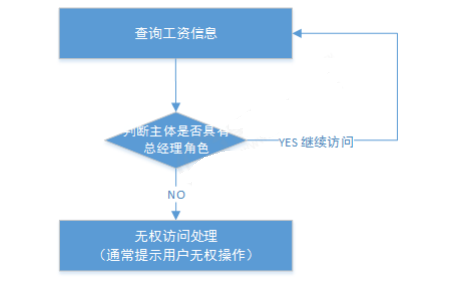 查询工资信息
判断主体是否具有
总经理角色
YES 继续访问
NO
无权访问处理
（通常提示用户无权操作）